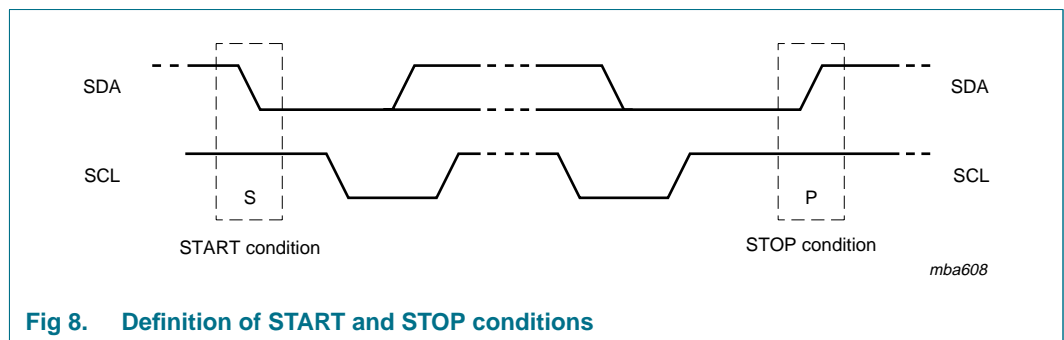 SDA
SDA
SCL
SCL
S
P
START condition
STOP condition
mba608
Fig 8. Definition of START and STOP conditions